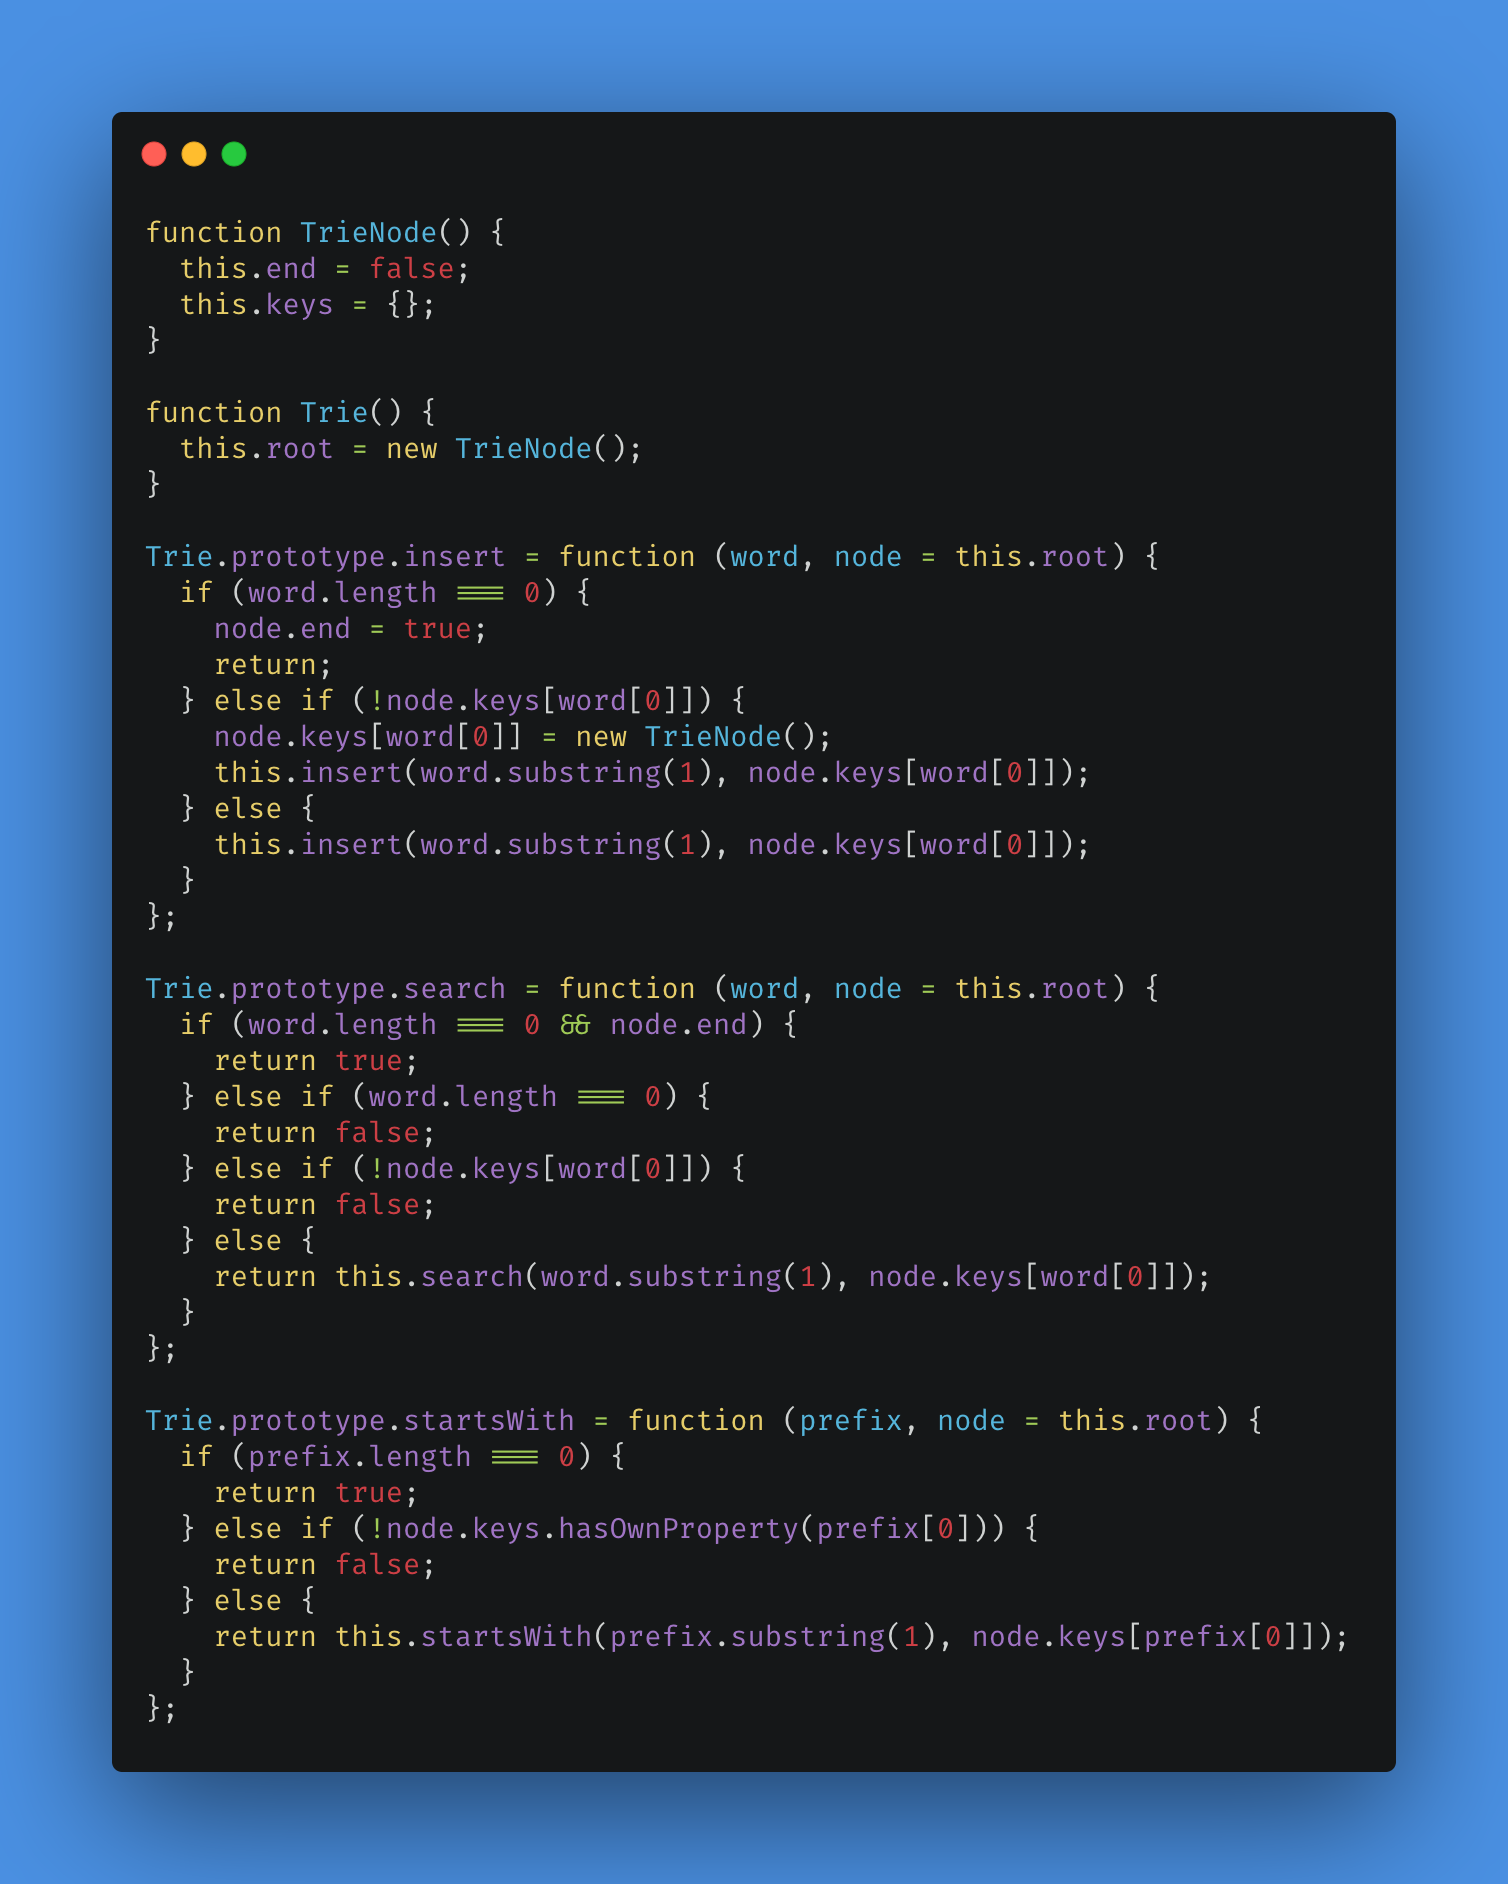 function TrieNode() {
  this.end = false;
  this.keys = {};
}

function Trie() {
  this.root = new TrieNode();
}

Trie.prototype.insert = function (word, node = this.root) {
  if (word.length === 0) {
    node.end = true;
    return;
  } else if (!node.keys[word[0]]) {
    node.keys[word[0]] = new TrieNode();
    this.insert(word.substring(1), node.keys[word[0]]);
  } else {
    this.insert(word.substring(1), node.keys[word[0]]);
  }
};

Trie.prototype.search = function (word, node = this.root) {
  if (word.length === 0 && node.end) {
    return true;
  } else if (word.length === 0) {
    return false;
  } else if (!node.keys[word[0]]) {
    return false;
  } else {
    return this.search(word.substring(1), node.keys[word[0]]);
  }
};

Trie.prototype.startsWith = function (prefix, node = this.root) {
  if (prefix.length === 0) {
    return true;
  } else if (!node.keys.hasOwnProperty(prefix[0])) {
    return false;
  } else {
    return this.startsWith(prefix.substring(1), node.keys[prefix[0]]);
  }
};